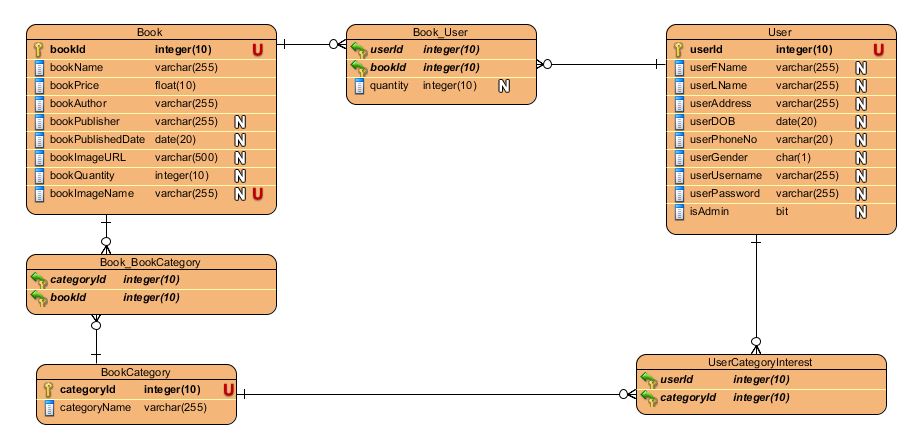 Book
bookId integer(10) U
bookName varchar(255)
bookPrice float(10)
bookAuthor varchar(255)
bookPublisher varchar(255) N
bookPublishedDate date(20) N
bookImageURL varchar(500) N
bookQuantity integer(10) N
bookImageName varchar(255) N U
Book_User
userId integer(10)
bookId integer(10)
quantity integer(10) N
User
userId integer(10) U
userFName varchar(255) N
userLName varchar(255) N
userAddress varchar(255) N
userDOB date(20) N
userPhoneNo varchar(20) N
userGender char(1) N
userUsername varchar(255) N
userPassword varchar(255) N
isAdmin bit N
Book_BookCategory
categoryId integer(10)
bookId integer(10)
BookCategory
categoryId integer(10) U
categoryName varchar(255)
UserCategoryInterest
userId integer(10)
categoryId integer(10)